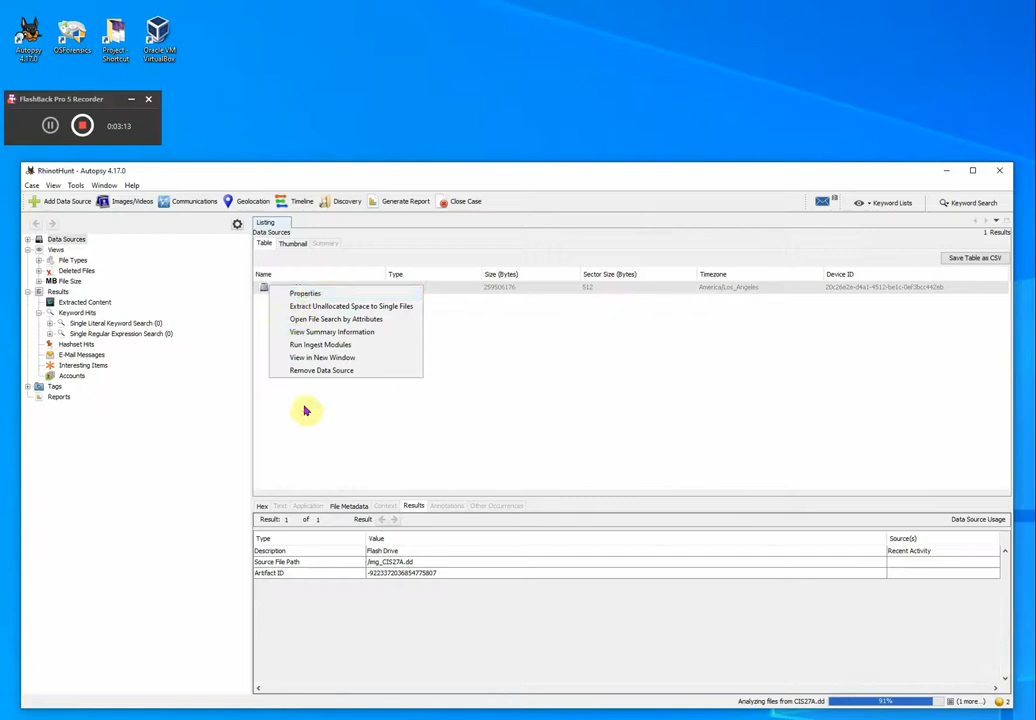 Autopsy 4.17.0
OSForensics
Project - Shortcut
Oracle VM VirtualBox
FlashBack Pro 5 Recorder
0:03:13
RhinotHunt - Autopsy 4.17.0
Case View Tools Window Help
Add Data Source Images/Videos Communications Geolocation Timeline Discovery Generate Report Close Case Keyword Lists Keyword Search
Listing
Data Sources 1 Results
Table Thumbnail Summary
Save Table as CSV
Name Type Size (Bytes) Sector Size (Bytes) Timezone Device ID
259506176 512 America/Los_Angeles 20c26e2e-d4a1-4512-be1c-0af3bcc442eb
Properties
Extract Unallocated Space to Single Files
Open File Search by Attributes
View Summary Information
Run Ingest Modules
View in New Window
Remove Data Source
Data Sources
Views
File Types
Deleted Files
MB File Size
Results
Extracted Content
Keyword Hits
Single Literal Keyword Search (0)
Single Regular Expression Search (0)
Hashset Hits
E-Mail Messages
Interesting Items
Accounts
Tags
Reports
Hex Text Application File Metadata Context Results Annotations Other Occurrences
Result: 1 of 1 Result Data Source Usage
Type Value Source(s)
Description Flash Drive Recent Activity
Source File Path /img_CIS27A.dd
Artifact ID -9223372036854775807
Analyzing files from CIS27A.dd 91% (1 more...) 2